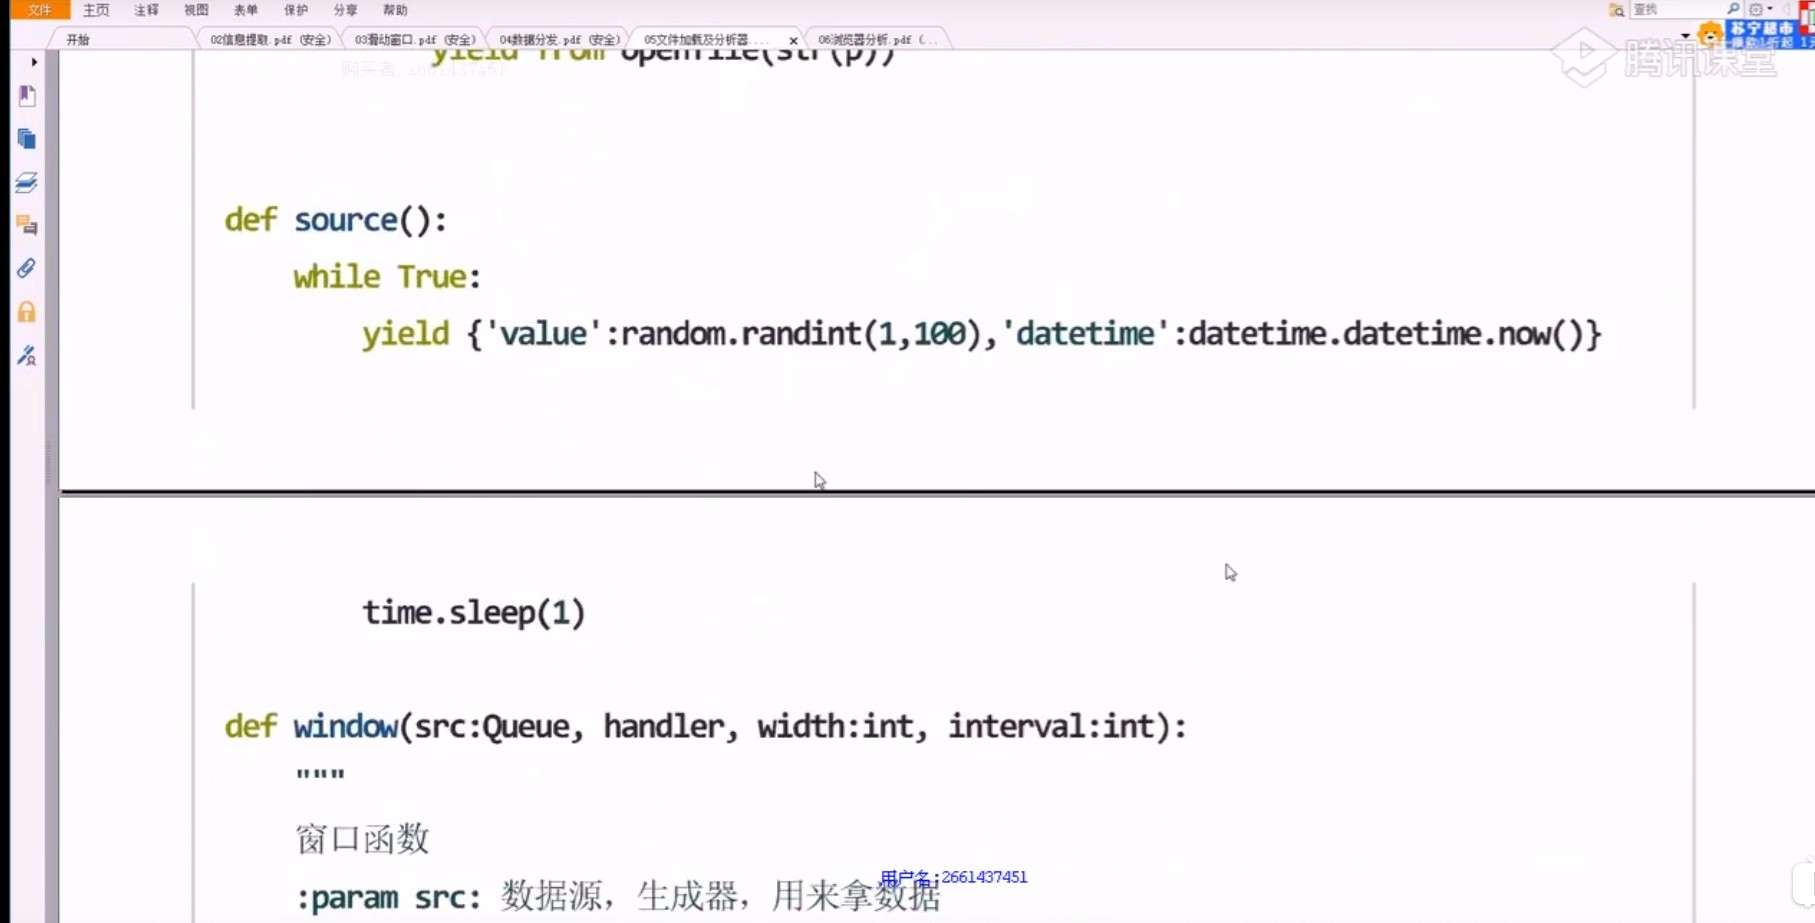 文件 主页 注释 视图 表单 保护 分享 帮助 查找
开始 02信息提取.pdf (安全) 03滑动窗口.pdf (安全) 04数据分发.pdf (安全) 05文件加载及分析器.... 06浏览器分析.pdf (...
苏宁超市
腾讯课堂
yield from openfile(str(p))
购买者 2661437451
def source():
while True:
yield {'value':random.randint(1,100),'datetime':datetime.datetime.now()}
time.sleep(1)
def window(src:Queue, handler, width:int, interval:int):
"""
窗口函数
:param src: 数据源，生成器，用来拿数据
用户名:2661437451